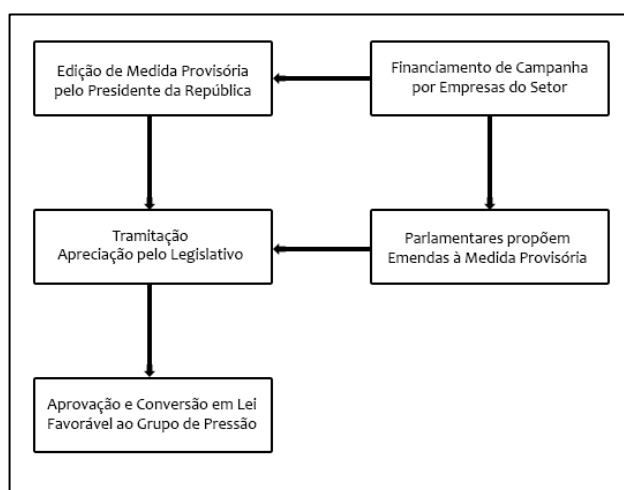 Edição de Medida Provisória
pelo Presidente da República
Financiamento de Campanha
por Empresas do Setor
Tramitação
Apreciação pelo Legislativo
Parlamentares propõem
Emendas à Medida Provisória
Aprovação e Conversão em Lei
Favorável ao Grupo de Pressão